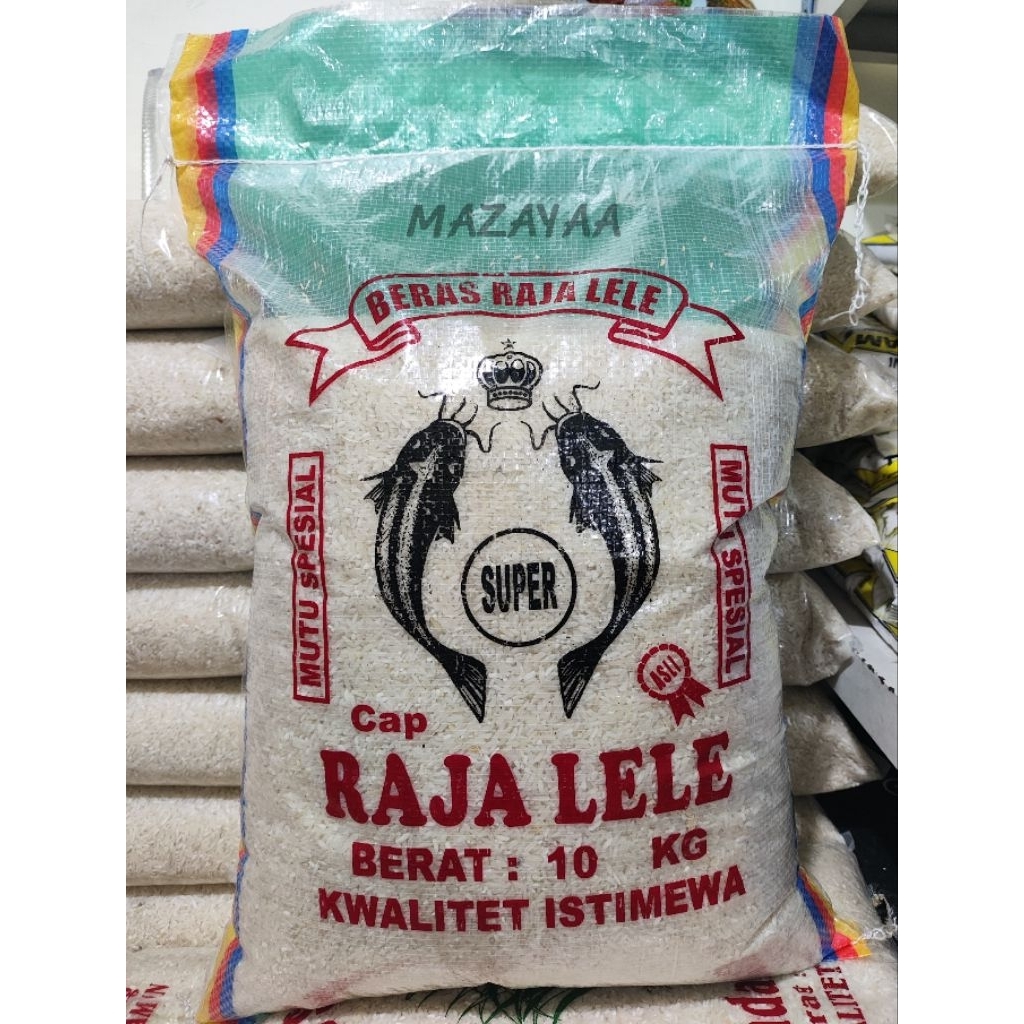 MAZAYAA
BERAS RAJA LELE
MUTU SPESIAL
SUPER
MUTU SPESIAL
ASLI
Cap
RAJA LELE
BERAT : 10 KG
KWALITET ISTIMEWA